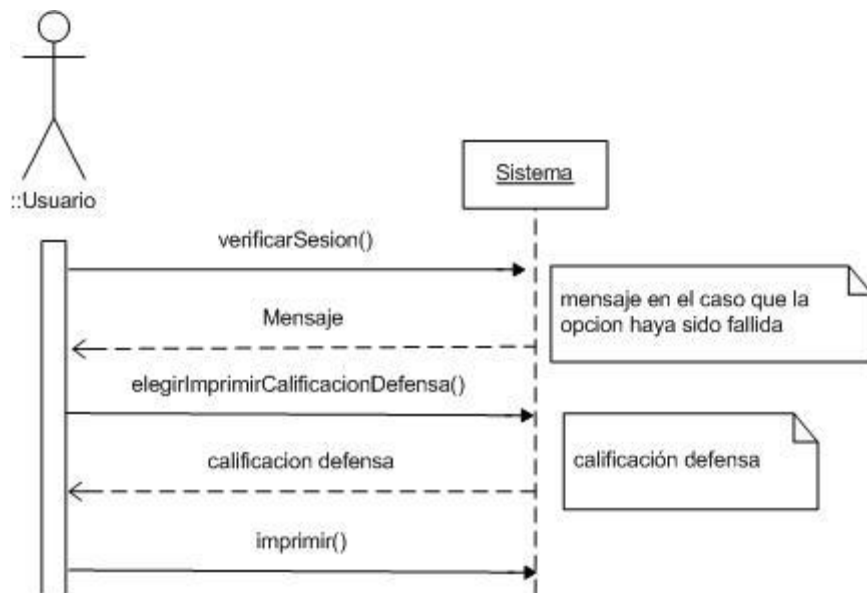 Sistema
::Usuario
verificarSesion()
mensaje en el caso que la
opcion haya sido fallida
Mensaje
elegirImprimirCalificacionDefensa()
calificacion defensa
calificación defensa
imprimir()